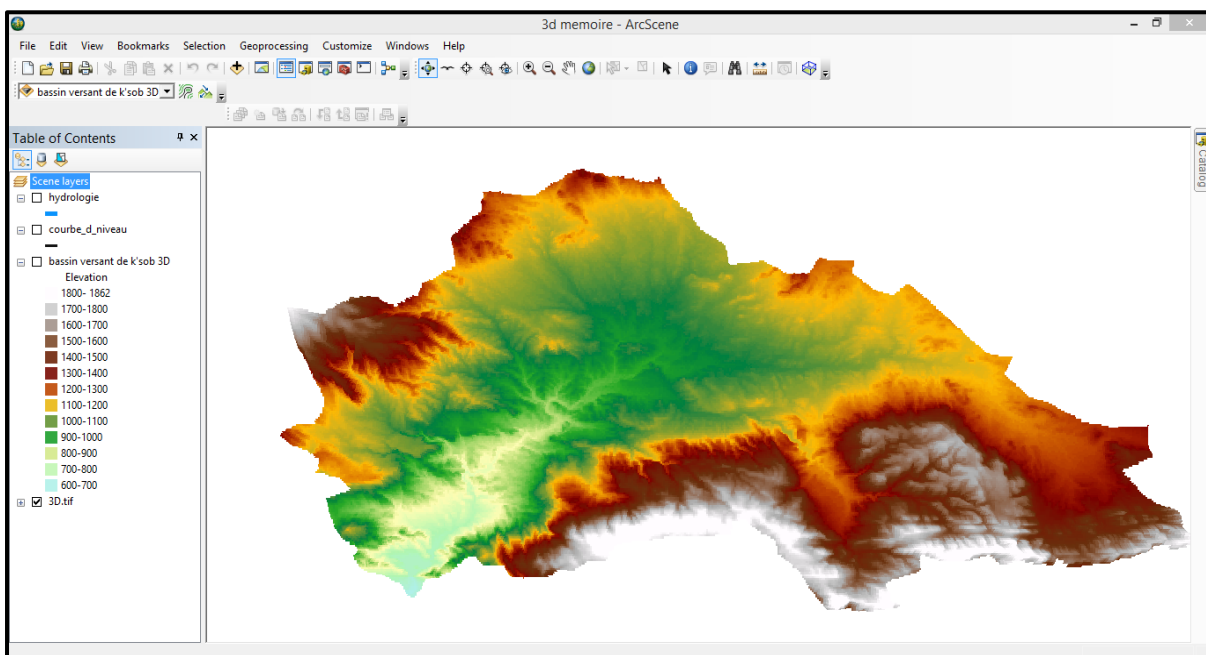 3d memoire - ArcScene
File Edit View Bookmarks Selection Geoprocessing Customize Windows Help
bassin versant de k'sob 3D
Table of Contents
Scene layers
hydrologie
courbe_d_niveau
bassin versant de k'sob 3D
Elevation
1800- 1862
1700-1800
1600-1700
1500-1600
1400-1500
1300-1400
1200-1300
1100-1200
1000-1100
900-1000
800-900
700-800
600-700
3D.tif
Catalog